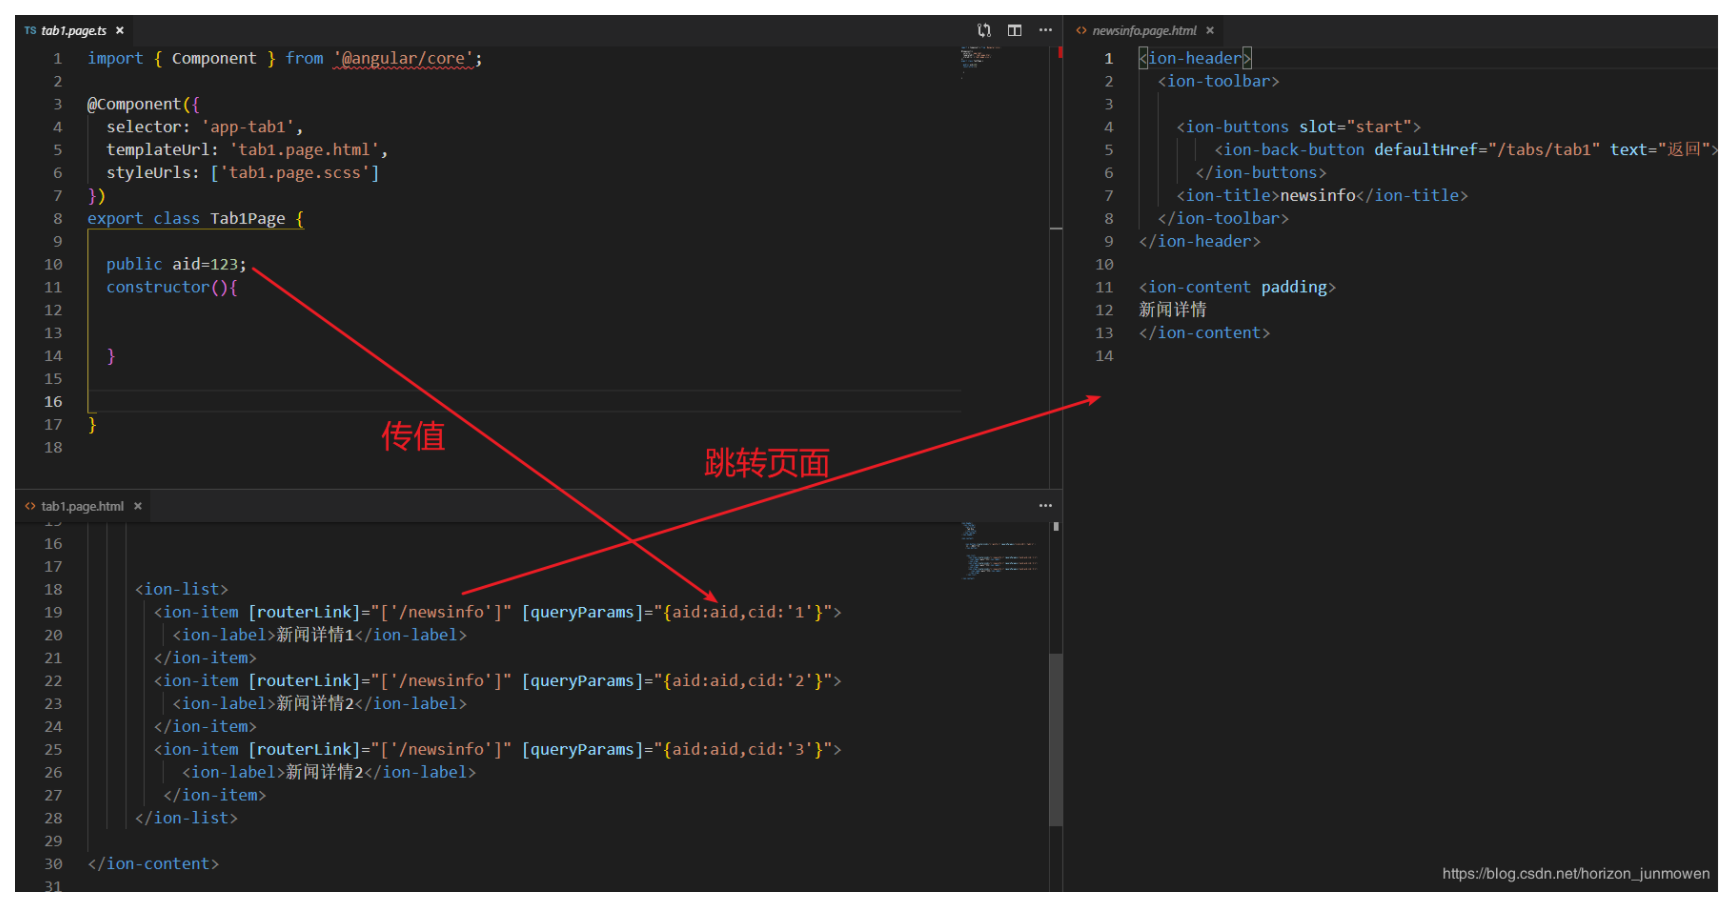 TS tab1.page.ts ×
1 import { Component } from '@angular/core';
2
3 @Component({
4 selector: 'app-tab1',
5 templateUrl: 'tab1.page.html',
6 styleUrls: ['tab1.page.scss']
7 })
8 export class Tab1Page {
9
10 public aid=123;
11 constructor(){
12
13
14 }
15
16
17 }
18
传值
跳转页面
<> tab1.page.html ×
15
16
17
18 <ion-list>
19 <ion-item [routerLink]="['/newsinfo']" [queryParams]="{aid:aid,cid:'1'}">
20 <ion-label>新闻详情1</ion-label>
21 </ion-item>
22 <ion-item [routerLink]="['/newsinfo']" [queryParams]="{aid:aid,cid:'2'}">
23 <ion-label>新闻详情2</ion-label>
24 </ion-item>
25 <ion-item [routerLink]="['/newsinfo']" [queryParams]="{aid:aid,cid:'3'}">
26 <ion-label>新闻详情2</ion-label>
27 </ion-item>
28 </ion-list>
29
30 </ion-content>
31
<> newsinfo.page.html ×
1 <ion-header>
2 <ion-toolbar>
3
4 <ion-buttons slot="start">
5 <ion-back-button defaultHref="/tabs/tab1" text="返回">
6 </ion-buttons>
7 <ion-title>newsinfo</ion-title>
8 </ion-toolbar>
9 </ion-header>
10
11 <ion-content padding>
12 新闻详情
13 </ion-content>
14
https://blog.csdn.net/horizon_junmowen